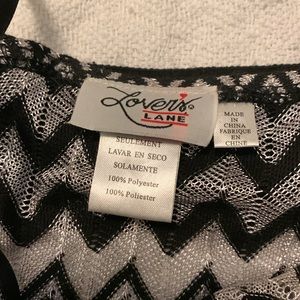 Lover's
LANE
SEULEMENT
LAVAR EN SECO
SOLAMENTE
100% Polyester
100% Poliester
MADE IN
CHINA
FABRIQUE
EN
CHINE